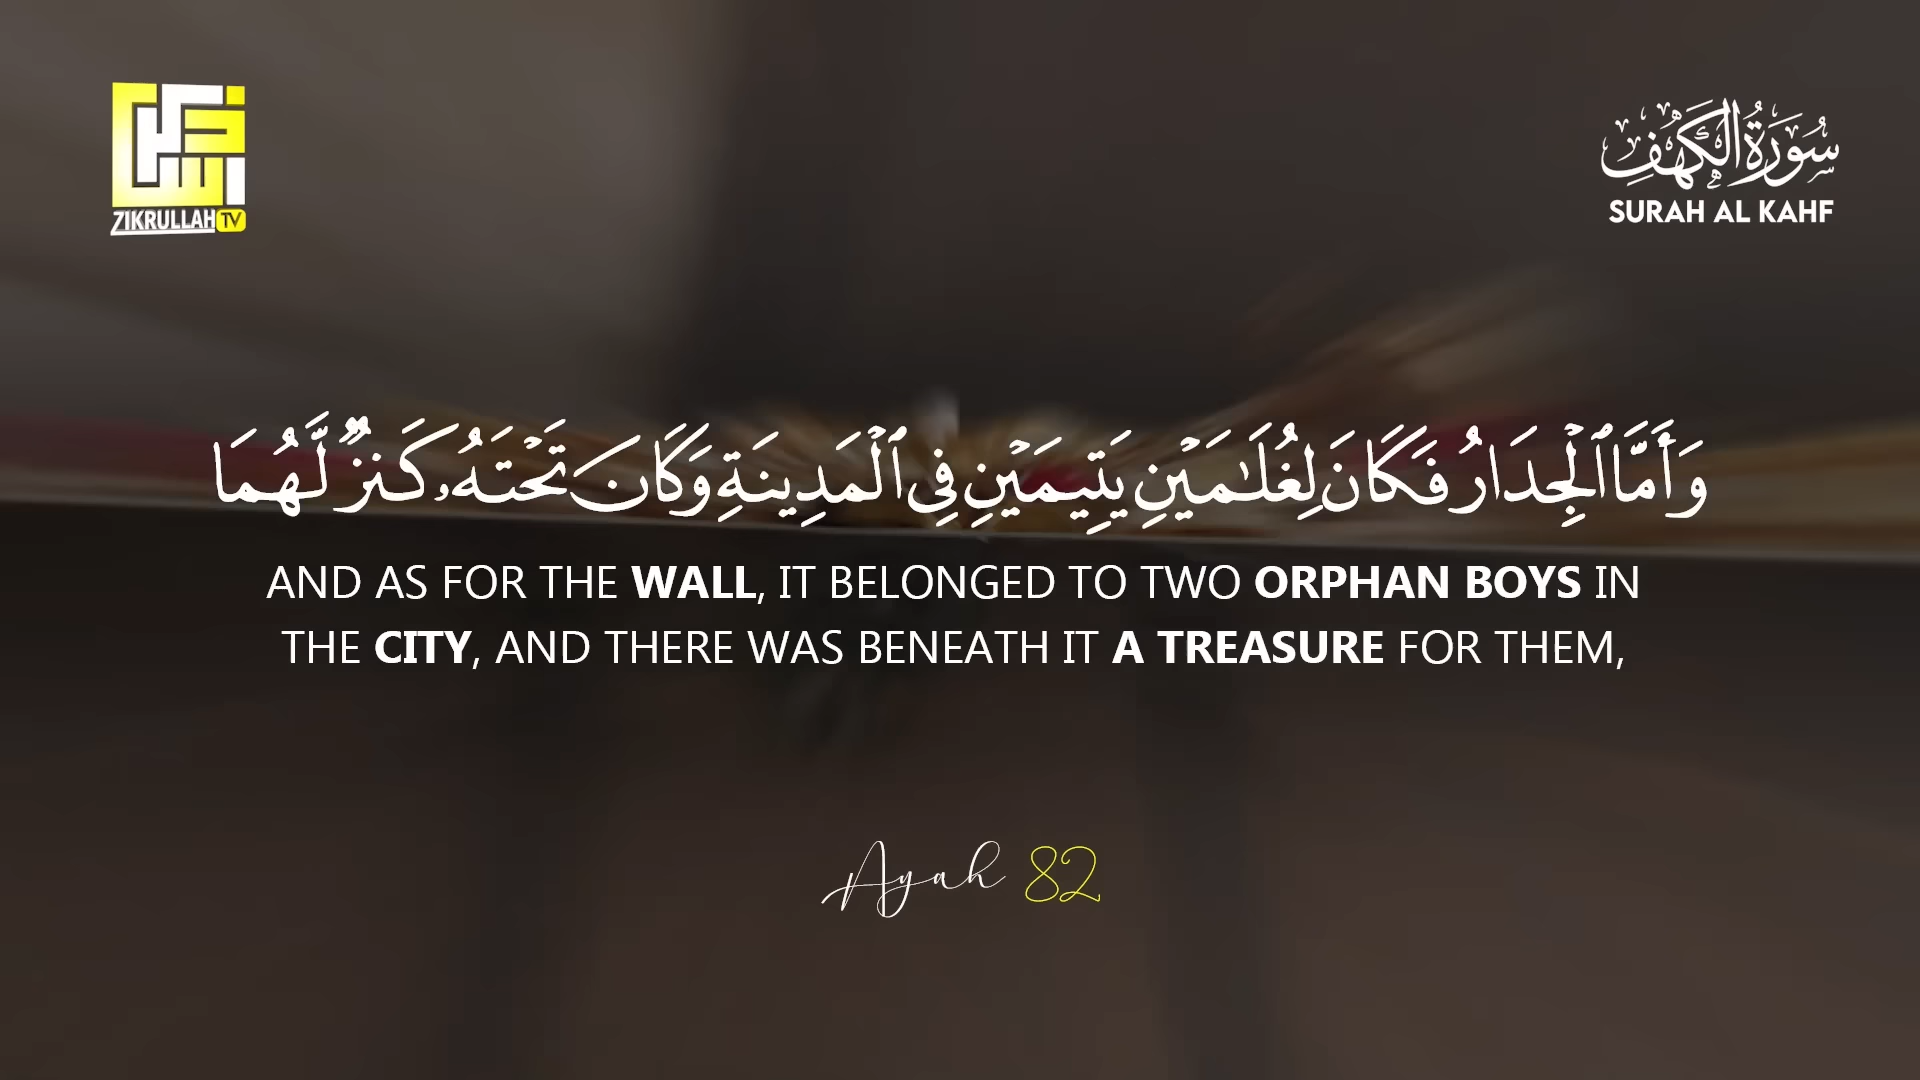 ZIKRULLAH TV
سُورَةُ الكَهْفِ
SURAH AL KAHF
وَأَمَّا ٱلْجِدَارُ فَكَانَ لِغُلَـٰمَيْنِ يَتِيمَيْنِ فِى ٱلْمَدِينَةِ وَكَانَ تَحْتَهُۥ كَنزٌ لَّهُمَا
AND AS FOR THE WALL, IT BELONGED TO TWO ORPHAN BOYS IN
THE CITY, AND THERE WAS BENEATH IT A TREASURE FOR THEM,
Ayah 82